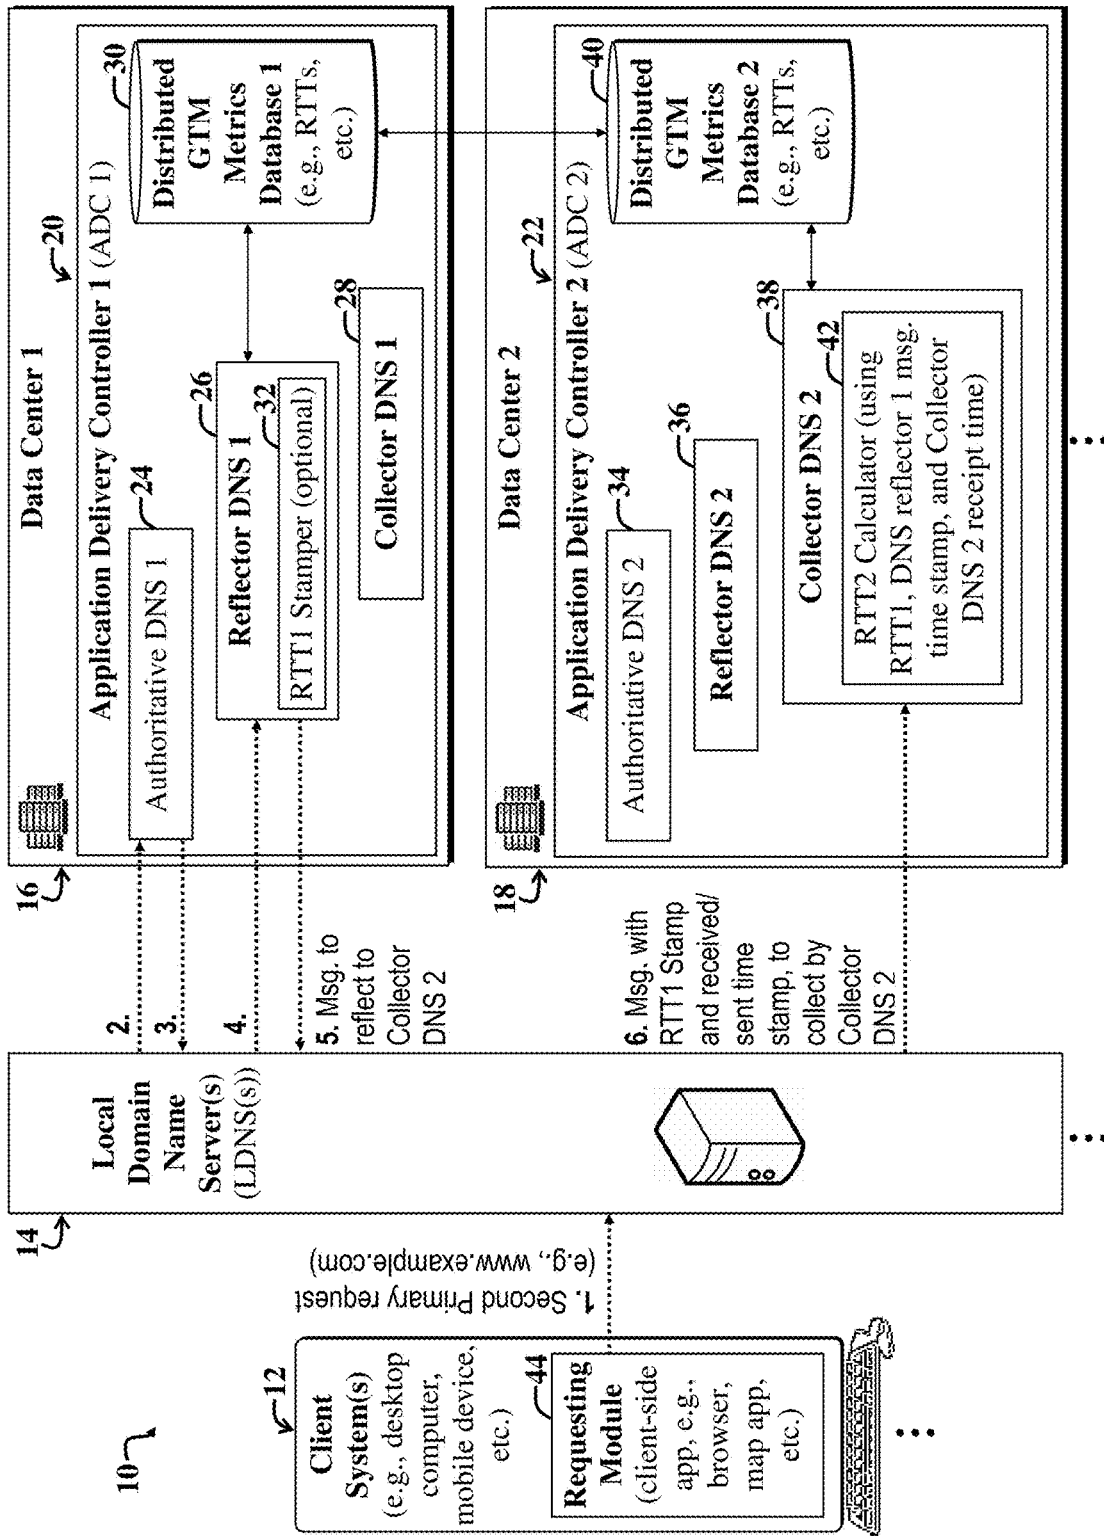 10
12
Client
System(s)
(e.g., desktop
computer,
mobile device,
etc.)
44
Requesting
Module
(client-side
app, e.g.,
browser,
map app,
etc.)
1. Second Primary request
(e.g., www.example.com)
14
Local
Domain
Name
Server(s)
(LDNS(s))
2.
3.
4.
5. Msg. to
reflect to
Collector
DNS 2
6. Msg. with
RTT1 Stamp
and received/
sent time
stamp, to
collect by
Collector
DNS 2
16
Data Center 1
20
Application Delivery Controller 1 (ADC 1)
24
Authoritative DNS 1
26
Reflector DNS 1
32
RTT1 Stamper (optional)
28
Collector DNS 1
30
Distributed
GTM
Metrics
Database 1
(e.g., RTTs,
etc.)
18
Data Center 2
22
Application Delivery Controller 2 (ADC 2)
34
Authoritative DNS 2
36
Reflector DNS 2
38
Collector DNS 2
42
RTT2 Calculator (using
RTT1, DNS reflector 1 msg.
time stamp, and Collector
DNS 2 receipt time)
40
Distributed
GTM
Metrics
Database 2
(e.g., RTTs,
etc.)